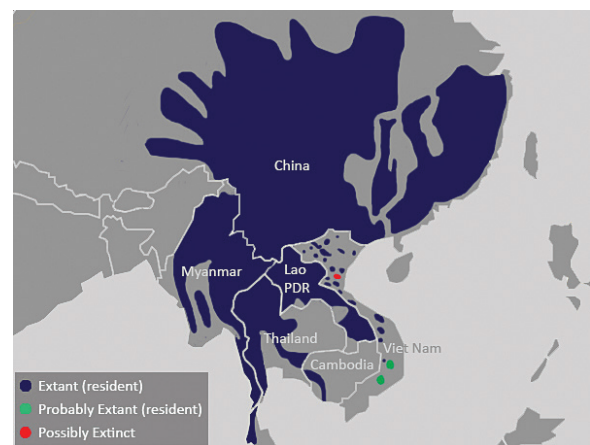 China
Myanmar
Lao
PDR
Thailand
Viet Nam
Cambodia
Extant (resident)
Probably Extant (resident)
Possibly Extinct